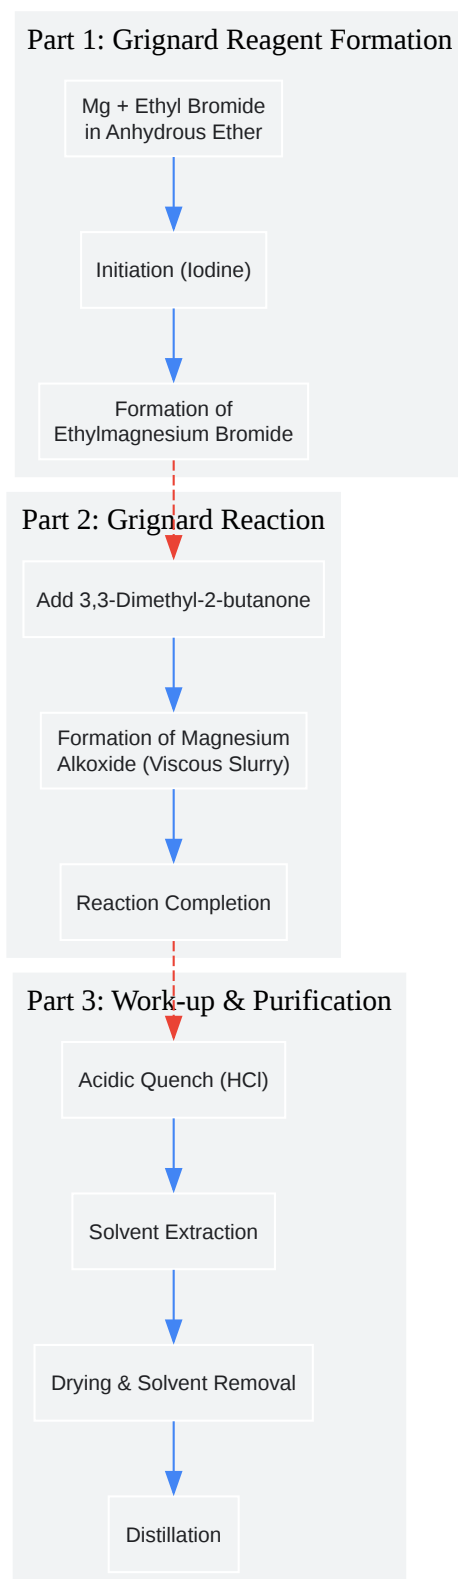 Part 1: Grignard Reagent Formation
Mg + Ethyl Bromide
in Anhydrous Ether
Initiation (Iodine)
Formation of
Ethylmagnesium Bromide
Part 2: Grignard Reaction
Add 3,3-Dimethyl-2-butanone
Formation of Magnesium
Alkoxide (Viscous Slurry)
Reaction Completion
Part 3: Work-up & Purification
Acidic Quench (HCl)
Solvent Extraction
Drying & Solvent Removal
Distillation